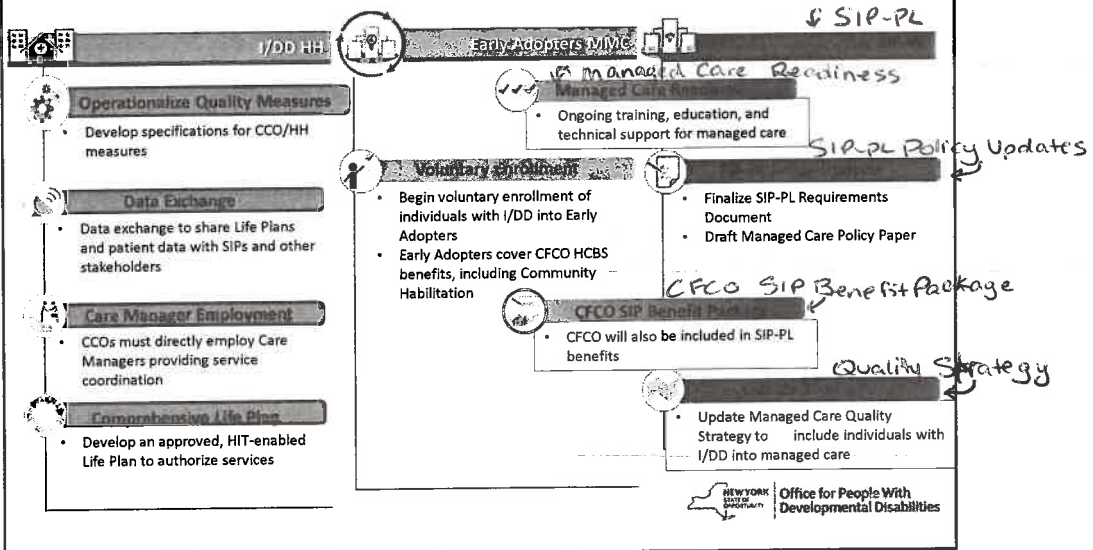 I/DD HH
Operationalize Quality Measures
• Develop specifications for CCO/HH
measures
Data Exchange
• Data exchange to share Life Plans
and patient data with SIPs and other
stakeholders
Care Manager Employment
• CCOs must directly employ Care
Managers providing service
coordination
Comprehensive Life Plan
• Develop an approved, HIT-enabled
Life Plan to authorize services
Early Adopters MMC
Voluntary Enrollment
• Begin voluntary enrollment of
individuals with I/DD into Early
Adopters
• Early Adopters cover CFCO HCBS
benefits, including Community
Habilitation
SIP-PL
Managed Care Readiness
Managed Care
• Ongoing training, education, and
technical support for managed care
SIP-PL Policy Updates
• Finalize SIP-PL Requirements
Document
• Draft Managed Care Policy Paper
CFCO SIP Benefit Package
CFCO SIP Benefit
• CFCO will also be included in SIP-PL
benefits
Quality Strategy
• Update Managed Care Quality
Strategy to include individuals with
I/DD into managed care
NEW YORK
STATE OF
OPPORTUNITY
Office for People With
Developmental Disabilities